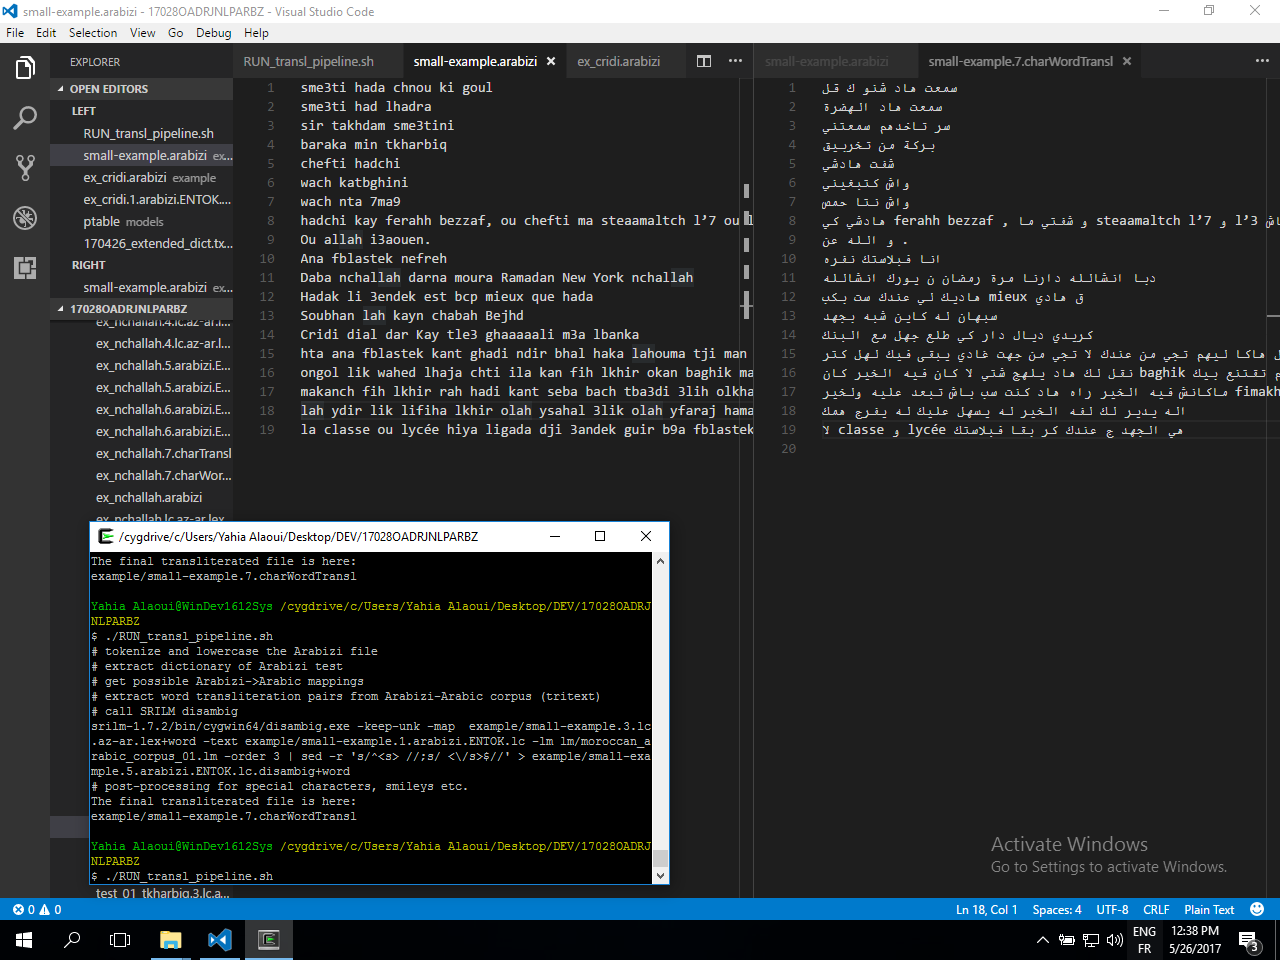 small-example.arabizi - 17028OADRJNLPARBZ - Visual Studio Code
File Edit Selection View Go Debug Help
EXPLORER
OPEN EDITORS
LEFT
RUN_transl_pipeline.sh
small-example.arabizi ex...
ex_cridi.arabizi example
ex_cridi.1.arabizi.ENTOK....
ptable models
170426_extended_dict.tx...
RIGHT
small-example.arabizi ex...
17028OADRJNLPARBZ
ex_nchallah.4.lc.az-ar.l...
ex_nchallah.4.lc.az-ar.l...
ex_nchallah.5.arabizi.E...
ex_nchallah.5.arabizi.E...
ex_nchallah.6.arabizi.E...
ex_nchallah.6.arabizi.E...
ex_nchallah.7.charTransl
ex_nchallah.7.charWor...
ex_nchallah.arabizi
ex_nchallah.lc.az-ar.lex
test_01_tkharbiq.3.lc.a...
RUN_transl_pipeline.sh small-example.arabizi ex_cridi.arabizi
1 sme3ti hada chnou ki goul
2 sme3ti had lhadra
3 sir takhdam sme3tini
4 baraka min tkharbiq
5 chefti hadchi
6 wach katbghini
7 wach nta 7ma9
8 hadchi kay ferahh bezzaf, ou chefti ma steaamaltch l’7 ou l
9 Ou allah i3aouen.
10 Ana fblastek nefreh
11 Daba nchallah darna moura Ramadan New York nchallah
12 Hadak li 3endek est bcp mieux que hada
13 Soubhan lah kayn chabah Bejhd
14 Cridi dial dar Kay tle3 ghaaaaali m3a lbanka
15 hta ana fblastek kant ghadi ndir bhal haka lahouma tji man
16 ongol lik wahed lhaja chti ila kan fih lkhir okan baghik ma
17 makanch fih lkhir rah hadi kant seba bach tba3di 3lih olkha
18 lah ydir lik lifiha lkhir olah ysahal 3lik olah yfaraj hama
19 la classe ou lycée hiya ligada dji 3andek guir b9a fblastek
small-example.arabizi small-example.7.charWordTransl
1 سمعت هاد شنو ك قل
2 سمعت هاد الهضرة
3 سر تاخدهم سمعتني
4 بركة من تخربيق
5 شفت هادشي
6 واش كتبغيني
7 واش نتا حمص
8 هادشي كي ferahh bezzaf , و شفتي ما steaamaltch l’7 و l’3 اش
9 و الله عن .
10 انا فبلاستك نفره
11 دبا انشالله دارنا مرة رمضان ن يورك انشالله
12 هاديك لي عندك ست بكب mieux ق هادي
13 سبهان له كاين شبه بجهد
14 كريدي ديال دار كي طلع جهل مع البنك
15 هاكا ليهم تجي من عندك لا تجي من جهت غادي يبقى فيك لهل كتر
16 نقل لك هاد يلهج شتي لا كان فيه الخير كان baghik م تقتنع بيك
17 ماكانش فيه الخير راه هاد كنت سب باش تبعد عليه ولخير fimakh
18 اله يدير لك لفه الخير له يسهل عليك له يفرج همك
19 لا classe و lycée هي الجهد ج عندك كر بقا فبلاستك
20
/cygdrive/c/Users/Yahia Alaoui/Desktop/DEV/17028OADRJNLPARBZ
The final transliterated file is here:
example/small-example.7.charWordTransl
Yahia Alaoui@WinDev1612Sys /cygdrive/c/Users/Yahia Alaoui/Desktop/DEV/17028OADRJ
NLPARBZ
$ ./RUN_transl_pipeline.sh
# tokenize and lowercase the Arabizi file
# extract dictionary of Arabizi test
# get possible Arabizi->Arabic mappings
# extract word transliteration pairs from Arabizi-Arabic corpus (tritext)
# call SRILM disambig
srilm-1.7.2/bin/cygwin64/disambig.exe -keep-unk -map  example/small-example.3.lc
.az-ar.lex+word -text example/small-example.1.arabizi.ENTOK.lc -lm lm/moroccan_a
rabic_corpus_01.lm -order 3 | sed -r 's/^<s> //;s/ <\/s>$//' > example/small-exa
mple.5.arabizi.ENTOK.lc.disambig+word
# post-processing for special characters, smileys etc.
The final transliterated file is here:
example/small-example.7.charWordTransl
Yahia Alaoui@WinDev1612Sys /cygdrive/c/Users/Yahia Alaoui/Desktop/DEV/17028OADRJ
NLPARBZ
$ ./RUN_transl_pipeline.sh
Activate Windows
Go to Settings to activate Windows.
0 0
Ln 18, Col 1 Spaces: 4 UTF-8 CRLF Plain Text
ENG
FR
12:38 PM
5/26/2017
3